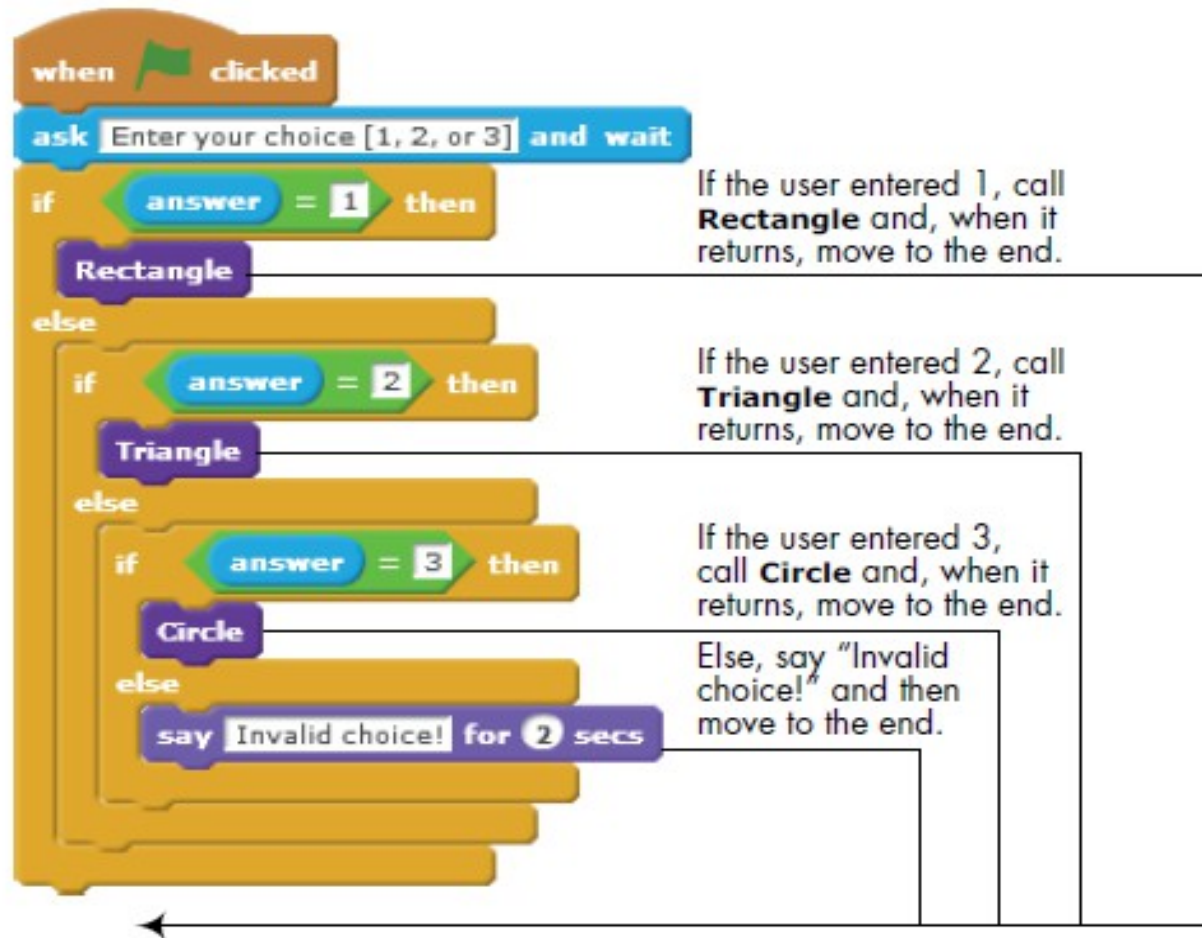 when clicked
ask Enter your choice [1, 2, or 3] and wait
if answer = 1 then
If the user entered 1, call
Rectangle and, when it
returns, move to the end.
Rectangle
else
if answer = 2 then
If the user entered 2, call
Triangle and, when it
returns, move to the end.
Triangle
else
if answer = 3 then
If the user entered 3,
call Circle and, when it
returns, move to the end.
Circle
else
Else, say "Invalid
choice!" and then
move to the end.
say Invalid choice! for 2 secs